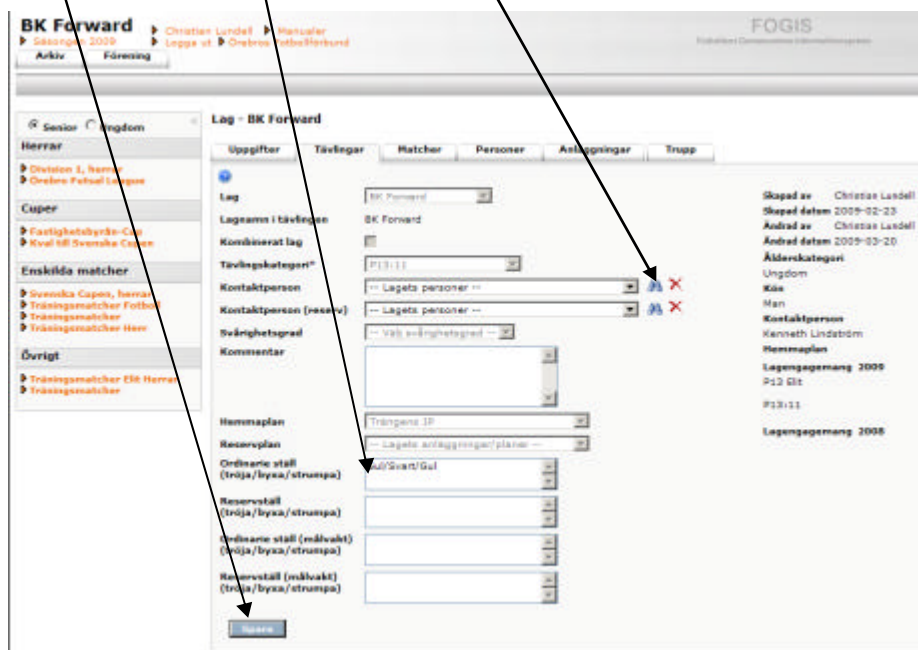 BK Forward
Christian Lundell Manualer
Säsongen 2009 Logga ut Örebros Fotbollförbund
FOGIS
Arkiv Förening
Senior Ungdom
Lag - BK Forward
Herrar
Uppgifter Tävlingar Matcher Personer Anläggningar Trupp
Division 1, herrar
Örebro Futsal League
Cuper
Fastighetsbyrån-Cup
Kval till Svenska Cupen
Enskilda matcher
Svenska Cupen, herrar
Träningsmatcher Fotboll
Träningsmatcher
Träningsmatcher Herr
Övrigt
Träningsmatcher Elit Herrar
Träningsmatcher
Lag BK Forward
Lagnamn i tävlingen BK Forward
Kombinerat lag
Tävlingskategori* P13:11
Kontaktperson -- Lagets personer --
Kontaktperson (reserv) -- Lagets personer --
Svårighetsgrad -- Välj svårighetsgrad --
Kommentar
Hemmaplan Trängens IP
Reservplan -- Lagets anläggningar/planer --
Ordinarie ställ
(tröja/byxa/strumpa)
Gul/Svart/Gul
Reservställ
(tröja/byxa/strumpa)
Ordinarie ställ (målvakt)
(tröja/byxa/strumpa)
Reservställ (målvakt)
(tröja/byxa/strumpa)
Spara
Skapad av Christian Lundell
Skapad datum 2009-02-23
Ändrad av Christian Lundell
Ändrad datum 2009-03-20
Ålderskategori
Ungdom
Kön
Man
Kontaktperson
Kenneth Lindström
Hemmaplan
Lagengagemang 2009
P13 Elit
P13:11
Lagengagemang 2008